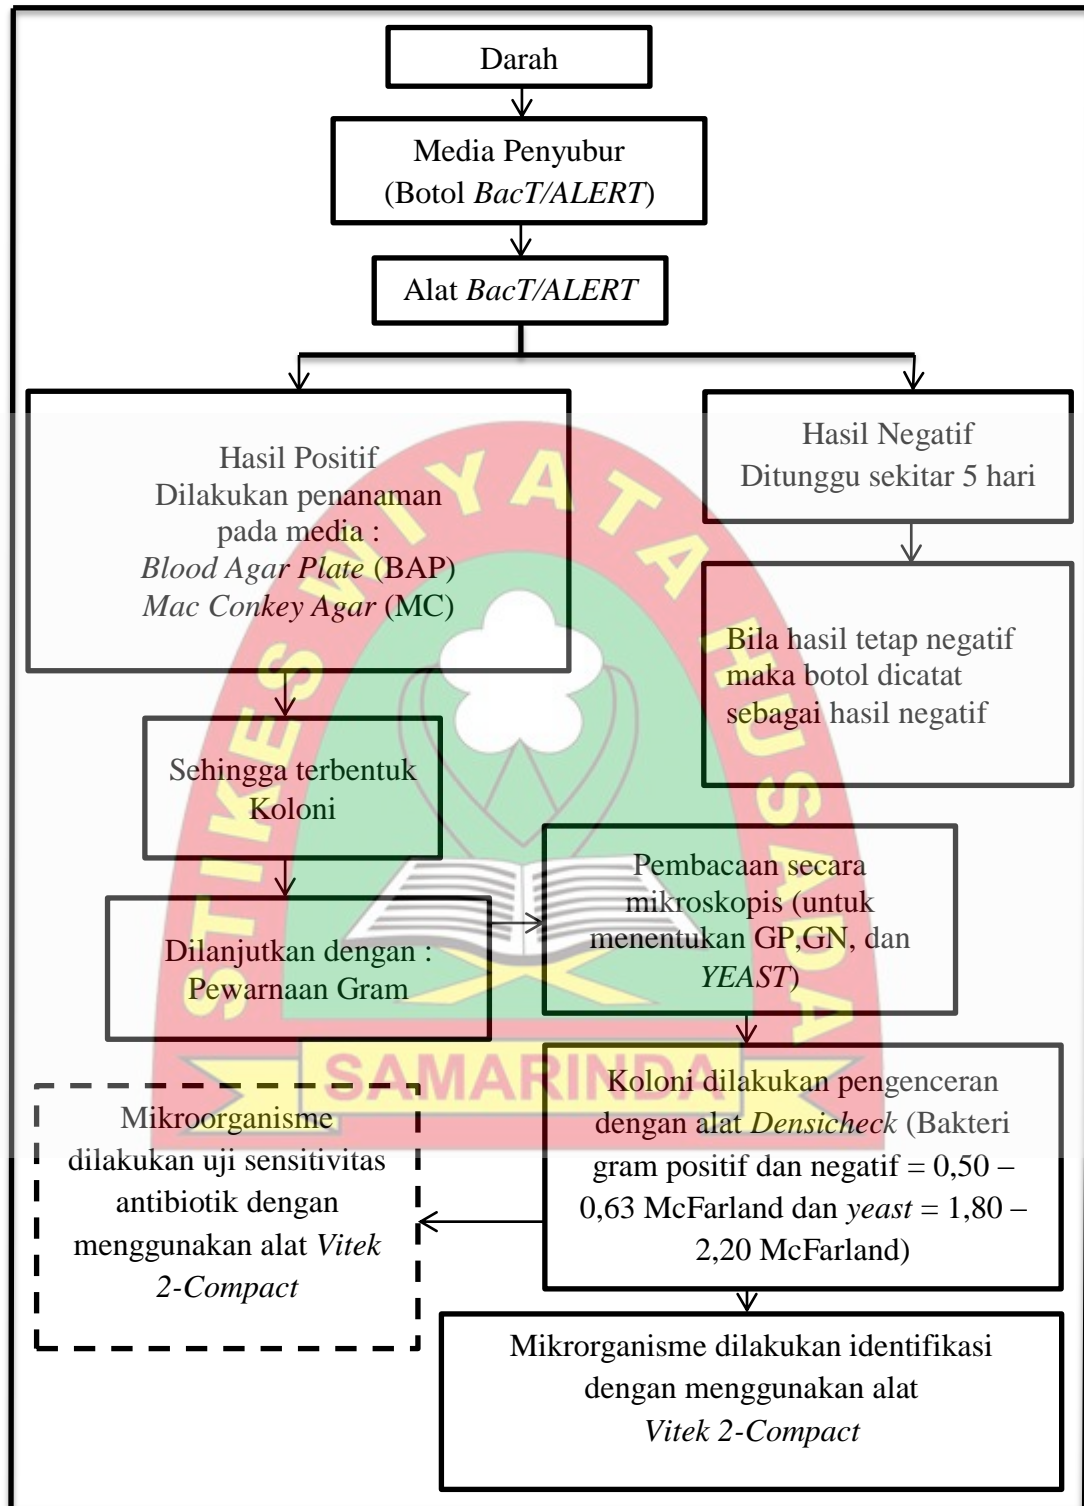 Darah
Media Penyubur
(Botol BacT/ALERT)
Alat BacT/ALERT
Hasil Positif
Dilakukan penanaman
pada media :
Blood Agar Plate (BAP)
Mac Conkey Agar (MC)
Hasil Negatif
Ditunggu sekitar 5 hari
Bila hasil tetap negatif
maka botol dicatat
sebagai hasil negatif
Sehingga terbentuk
Koloni
Dilanjutkan dengan :
Pewarnaan Gram
Pembacaan secara
mikroskopis (untuk
menentukan GP,GN, dan
YEAST)
Koloni dilakukan pengenceran
dengan alat Densicheck (Bakteri
gram positif dan negatif = 0,50 –
0,63 McFarland dan yeast = 1,80 –
2,20 McFarland)
Mikroorganisme
dilakukan uji sensitivitas
antibiotik dengan
menggunakan alat Vitek
2-Compact
Mikrorganisme dilakukan identifikasi
dengan menggunakan alat
Vitek 2-Compact
STIKES WIYATA HUSADA
SAMARINDA